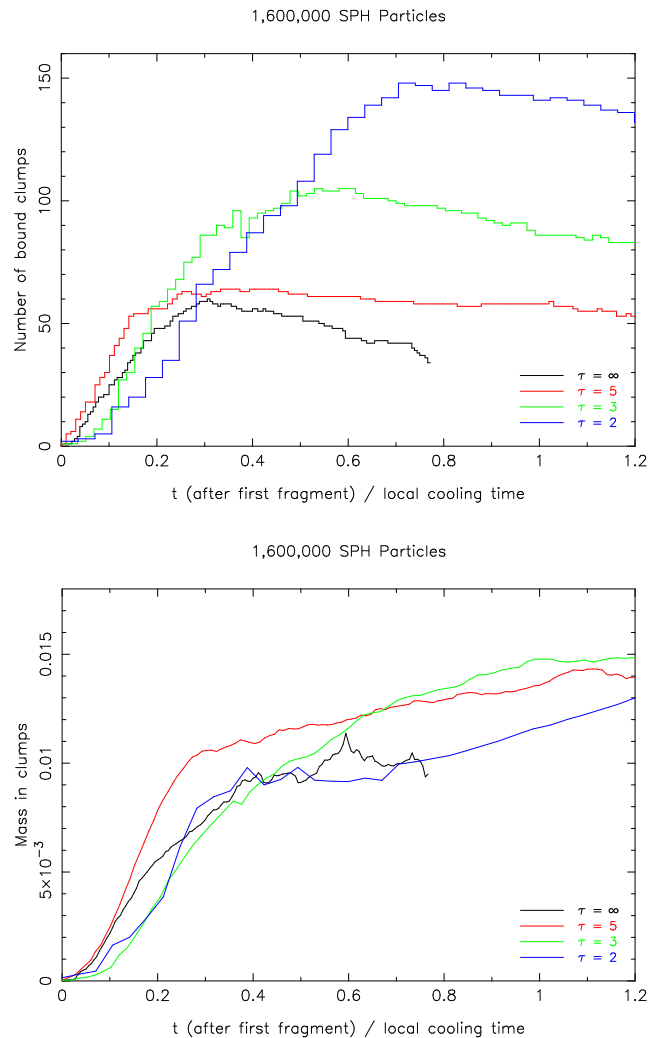 1,600,000 SPH Particles
150
100
50
0
Number of bound clumps
τ = ∞
τ = 5
τ = 3
τ = 2
0 0.2 0.4 0.6 0.8 1 1.2
t (after first fragment) / local cooling time
1,600,000 SPH Particles
0.015
0.01
5×10⁻³
0
Mass in clumps
τ = ∞
τ = 5
τ = 3
τ = 2
0 0.2 0.4 0.6 0.8 1 1.2
t (after first fragment) / local cooling time